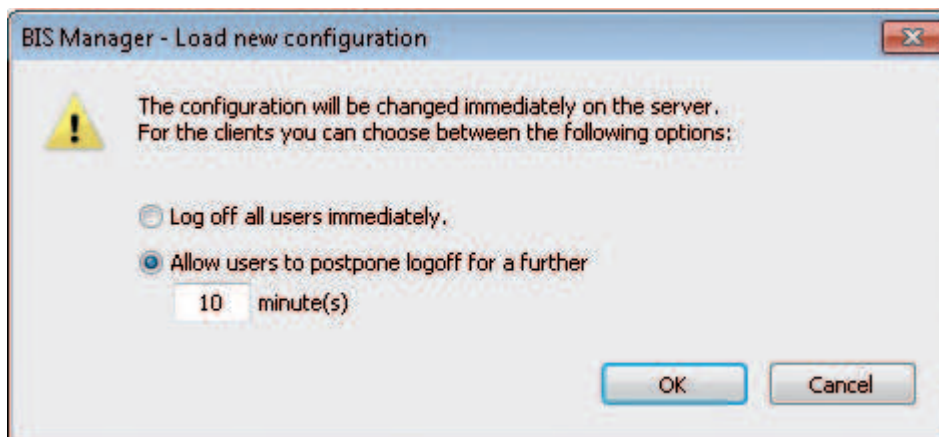 BIS Manager - Load new configuration
The configuration will be changed immediately on the server.
For the clients you can choose between the following options:
Log off all users immediately.
Allow users to postpone logoff for a further
10 minute(s)
OK Cancel